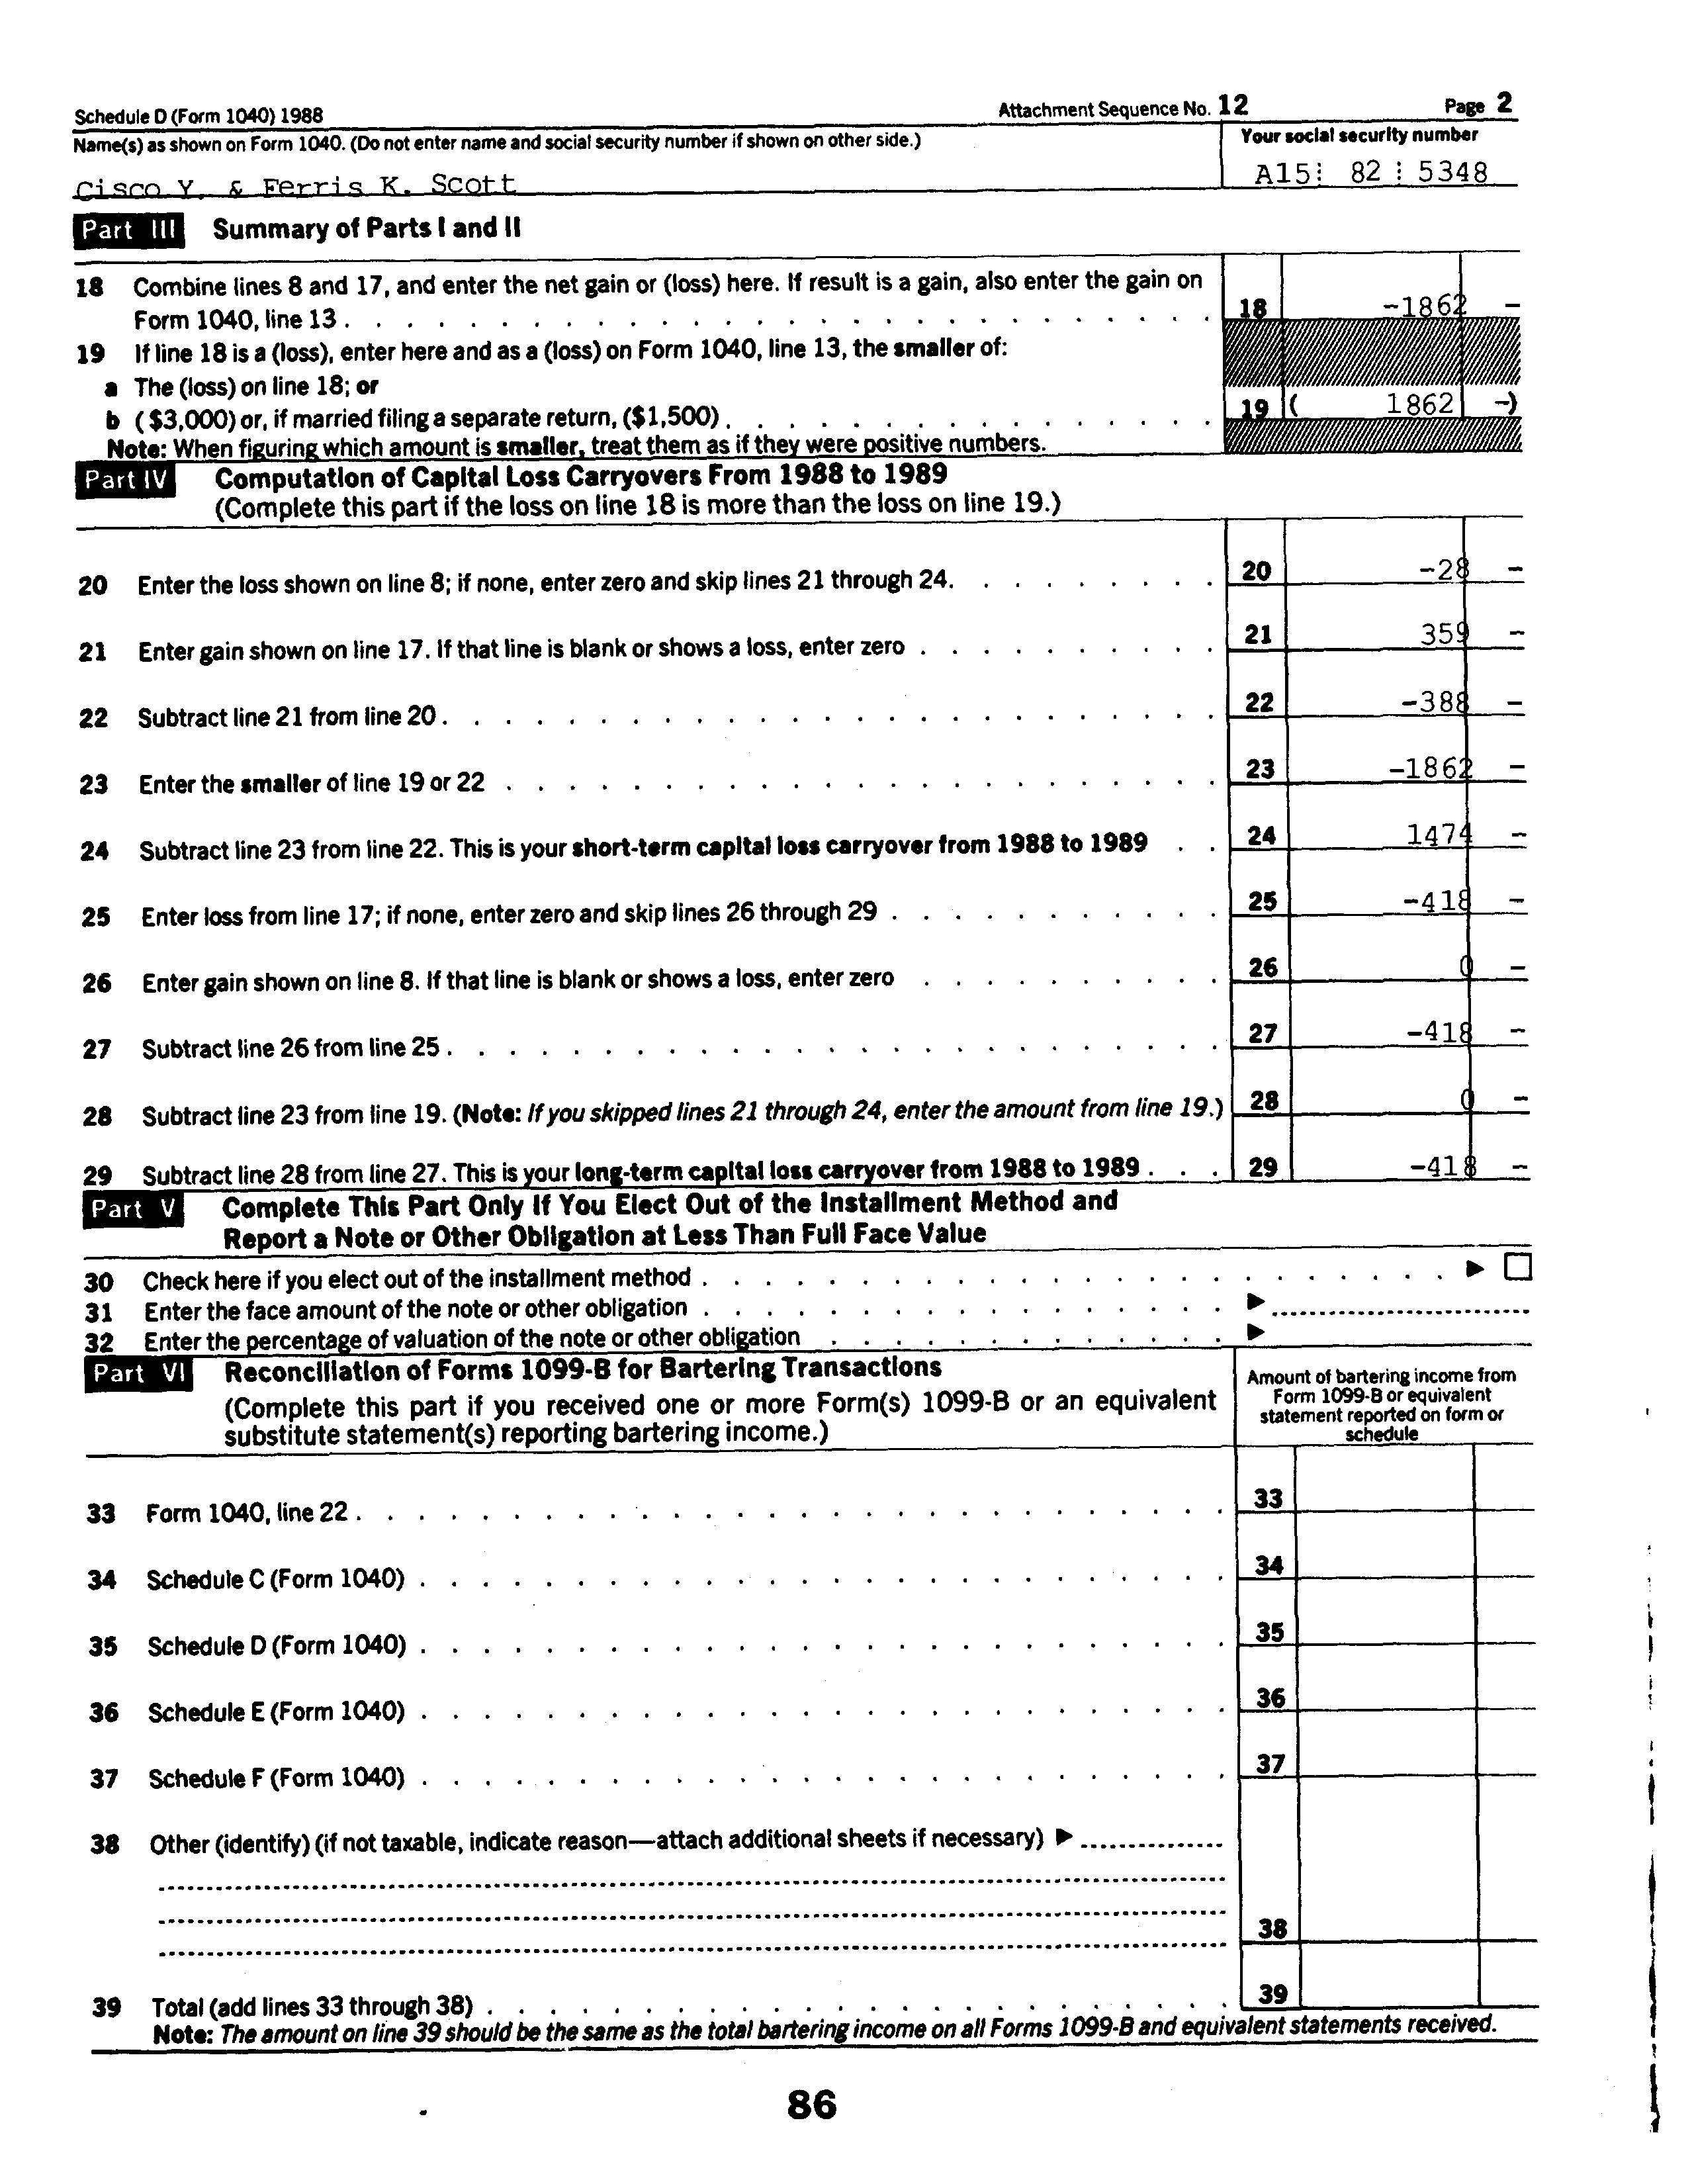 Schedule D (Form 1040) 1988 Attachment Sequence No. 12 Page 2
Name(s) as shown on Form 1040. (Do not enter name and social security number if shown on other side.) Your social security number
Cisco Y. & Ferris K. Scott A15 82 5348
Part III Summary of Parts I and II
18 Combine lines 8 and 17, and enter the net gain or (loss) here. If result is a gain, also enter the gain on
Form 1040, line 13 . 18 -1862 -
19 If line 18 is a (loss), enter here and as a (loss) on Form 1040, line 13, the smaller of:
a The (loss) on line 18; or
b ($3,000) or, if married filing a separate return, ($1,500) . 19 ( 1862 -)
Note: When figuring which amount is smaller, treat them as if they were positive numbers.
Part IV Computation of Capital Loss Carryovers From 1988 to 1989
(Complete this part if the loss on line 18 is more than the loss on line 19.)
20 Enter the loss shown on line 8; if none, enter zero and skip lines 21 through 24. 20 -28 -
21 Enter gain shown on line 17. If that line is blank or shows a loss, enter zero . 21 359 -
22 Subtract line 21 from line 20 . 22 -388 -
23 Enter the smaller of line 19 or 22 . 23 -1862 -
24 Subtract line 23 from line 22. This is your short-term capital loss carryover from 1988 to 1989 . 24 1474 -
25 Enter loss from line 17; if none, enter zero and skip lines 26 through 29 . 25 -418 -
26 Enter gain shown on line 8. If that line is blank or shows a loss, enter zero . 26 0 -
27 Subtract line 26 from line 25 . 27 -418 -
28 Subtract line 23 from line 19. (Note: If you skipped lines 21 through 24, enter the amount from line 19.) 28 0 -
29 Subtract line 28 from line 27. This is your long-term capital loss carryover from 1988 to 1989 . 29 -418 -
Part V Complete This Part Only If You Elect Out of the Installment Method and
Report a Note or Other Obligation at Less Than Full Face Value
30 Check here if you elect out of the installment method . ▶ ☐
31 Enter the face amount of the note or other obligation . ▶
32 Enter the percentage of valuation of the note or other obligation . ▶
Part VI Reconciliation of Forms 1099-B for Bartering Transactions
(Complete this part if you received one or more Form(s) 1099-B or an equivalent
substitute statement(s) reporting bartering income.)
Amount of bartering income from
Form 1099-B or equivalent
statement reported on form or
schedule
33 Form 1040, line 22 . 33
34 Schedule C (Form 1040) . 34
35 Schedule D (Form 1040) . 35
36 Schedule E (Form 1040) . 36
37 Schedule F (Form 1040) . 37
38 Other (identify) (if not taxable, indicate reason—attach additional sheets if necessary) ▶
38
39 Total (add lines 33 through 38) . 39
Note: The amount on line 39 should be the same as the total bartering income on all Forms 1099-B and equivalent statements received.
86